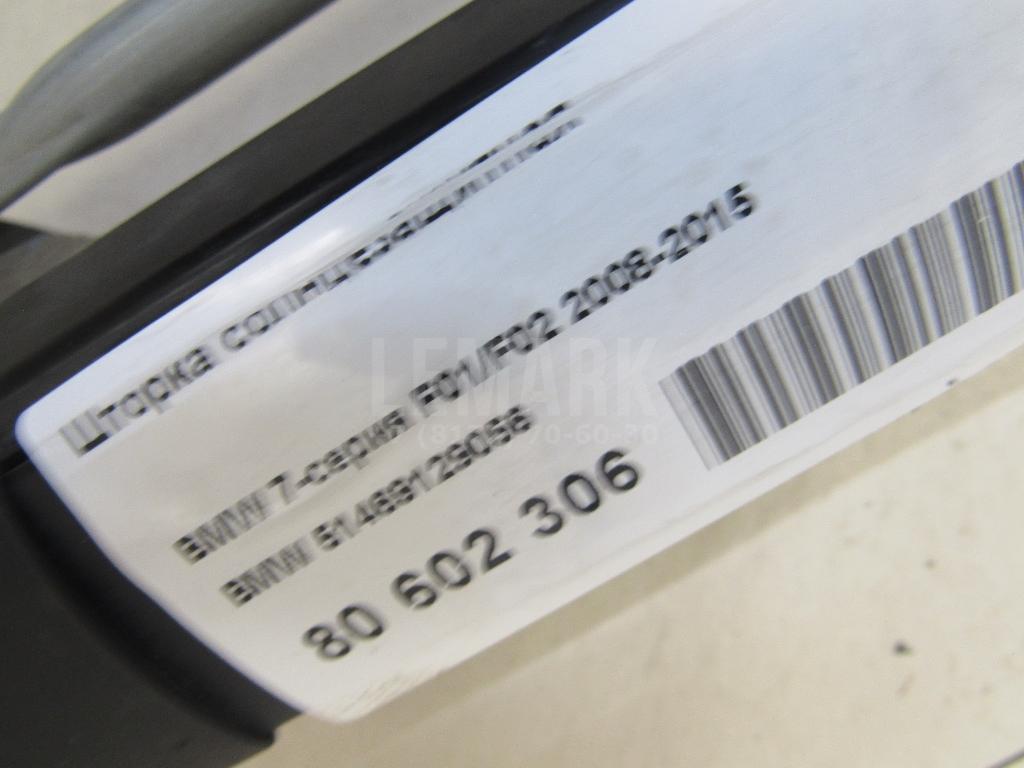 Шторка солнцезащитная
BMW 7-серия F01/F02 2008-2015
BMW 51469129056
80 602 306
LEMARK